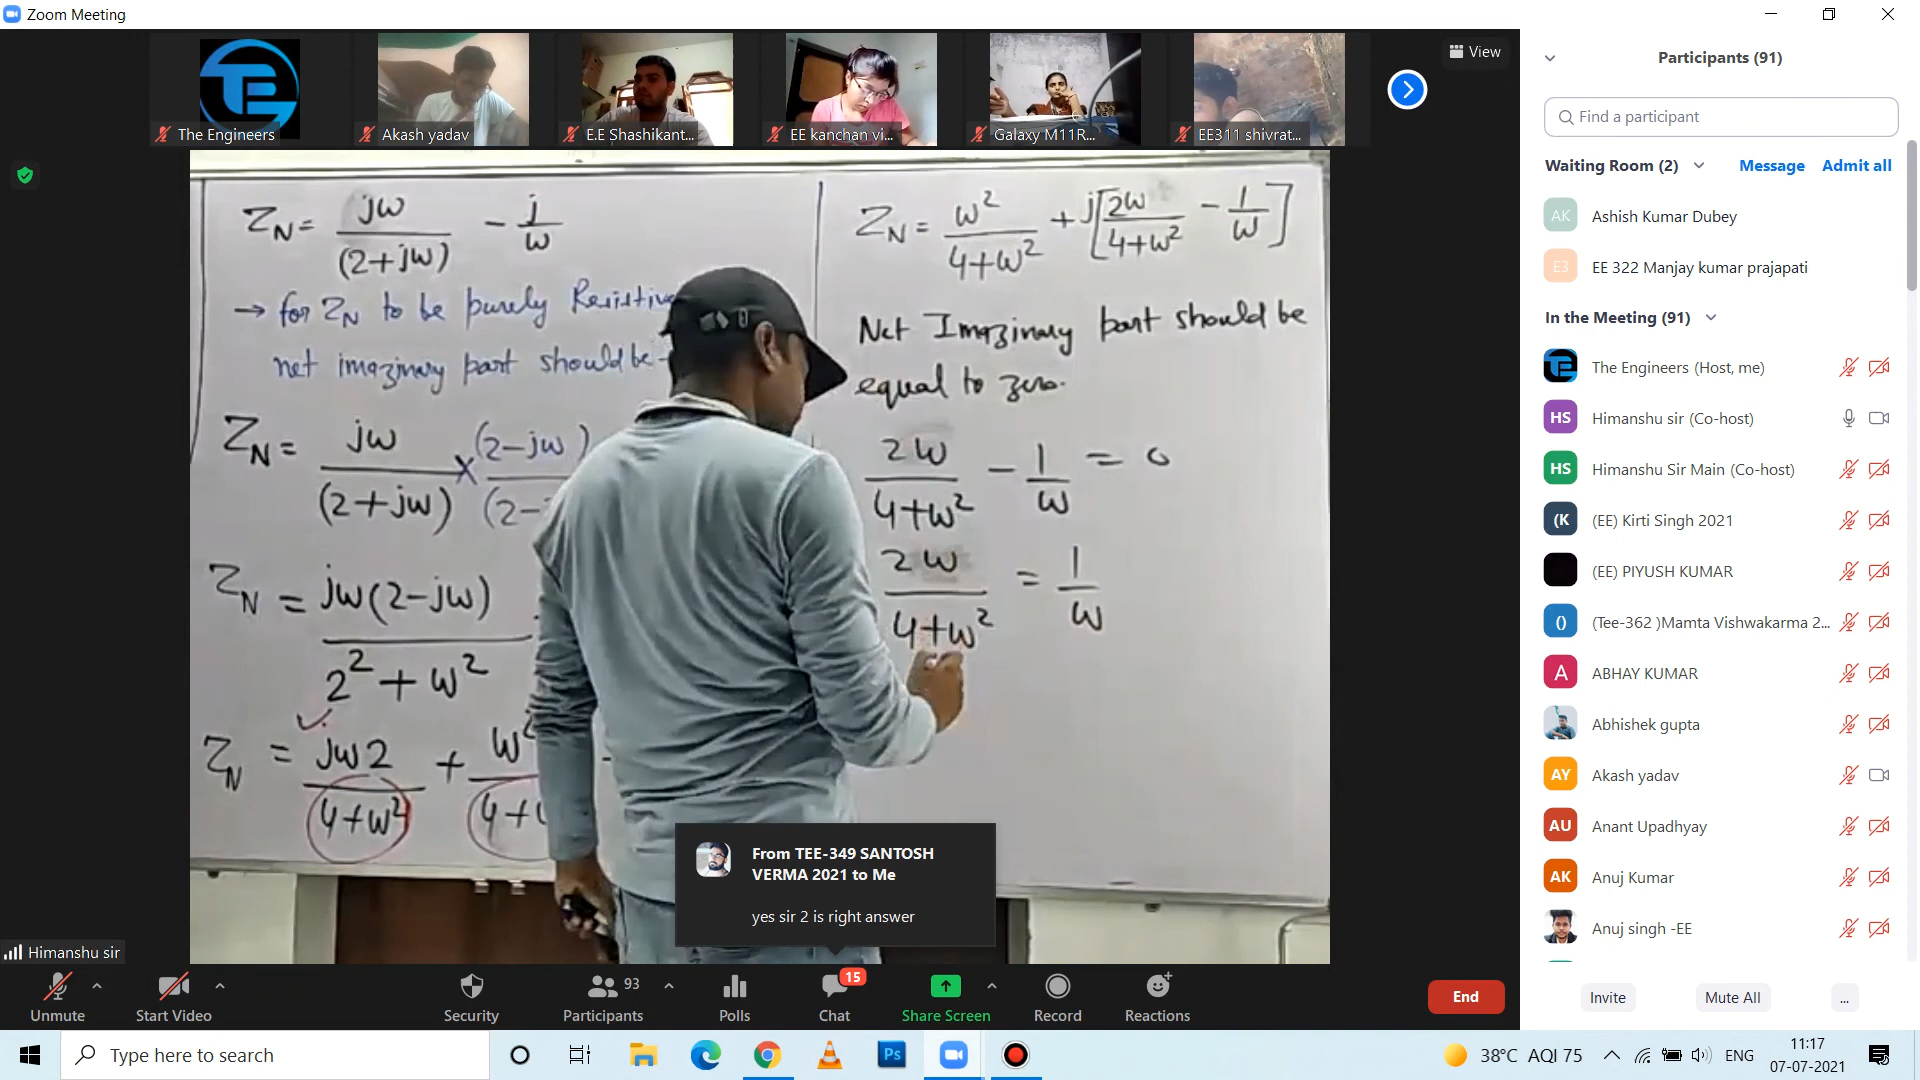 Zoom Meeting
View
The Engineers
Akash yadav
E.E Shashikant...
EE kanchan vi...
Galaxy M11R...
EE311 shivrat...
Z_N = jω/(2+jω) - j/ω
→ for Z_N to be purely Resistive
net imaginary part should be
Z_N = jω/(2+jω) × (2-jω)/(2-
Z_N = jω(2-jω)/(2²+ω²)
Z_N = jω2/(4+ω²) + ω²/(4+
Z_N = ω²/(4+ω²) + j[2ω/(4+ω²) - 1/ω]
Net Imaginary part should be
equal to zero.
2ω/(4+ω²) - 1/ω = 0
2ω/(4+ω²) = 1/ω
From TEE-349 SANTOSH
VERMA 2021 to Me
yes sir 2 is right answer
Himanshu sir
Unmute
Start Video
Security
Participants
93
Polls
Chat
15
Share Screen
Record
Reactions
End
Participants (91)
Find a participant
Waiting Room (2)
Message
Admit all
AK
Ashish Kumar Dubey
E3
EE 322 Manjay kumar prajapati
In the Meeting (91)
The Engineers (Host, me)
HS
Himanshu sir (Co-host)
HS
Himanshu Sir Main (Co-host)
(K
(EE) Kirti Singh 2021
(EE) PIYUSH KUMAR
()
(Tee-362 )Mamta Vishwakarma 2...
A
ABHAY KUMAR
Abhishek gupta
AY
Akash yadav
AU
Anant Upadhyay
AK
Anuj Kumar
Anuj singh -EE
Invite
Mute All
...
Type here to search
Ps
38°C AQI 75
ENG
11:17
07-07-2021